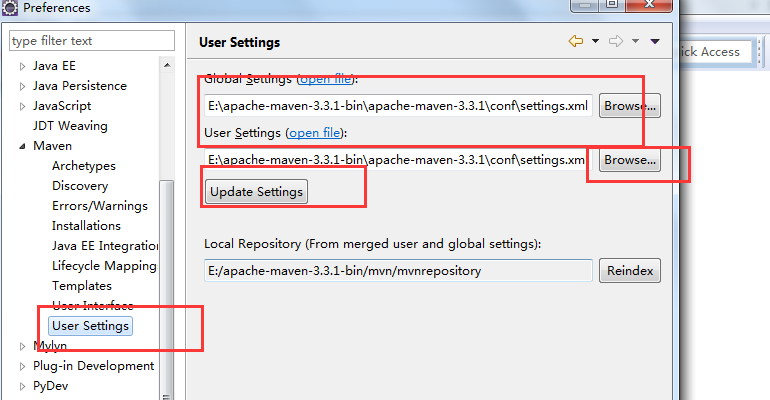 Preferences
ck Access
type filter text
User Settings
Java EE
Java Persistence
JavaScript
JDT Weaving
Maven
Archetypes
Discovery
Errors/Warnings
Installations
Java EE Integration
Lifecycle Mapping
Templates
User Interface
User Settings
Mylyn
Plug-in Development
PyDev
Global Settings (open file):
E:\apache-maven-3.3.1-bin\apache-maven-3.3.1\conf\settings.xml
Browse...
User Settings (open file):
E:\apache-maven-3.3.1-bin\apache-maven-3.3.1\conf\settings.xm
Browse...
Update Settings
Local Repository (From merged user and global settings):
E:/apache-maven-3.3.1-bin/mvn/mvnrepository
Reindex